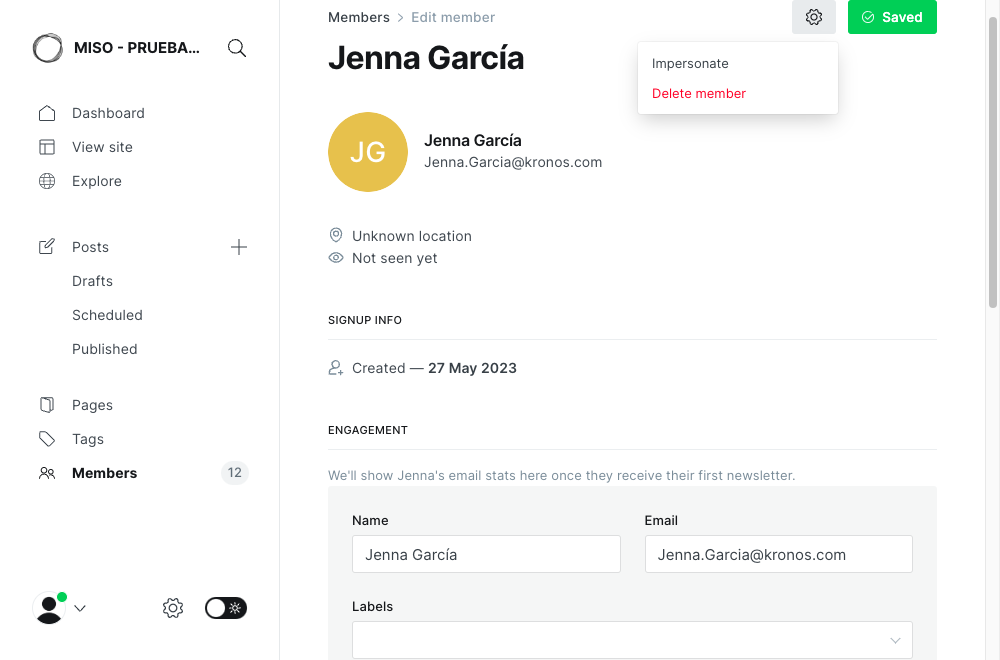 MISO - PRUEBA...
Dashboard
View site
Explore
Posts
Drafts
Scheduled
Published
Pages
Tags
Members
12
Members > Edit member
Saved
Impersonate
Delete member
Jenna García
JG
Jenna García
Jenna.Garcia@kronos.com
Unknown location
Not seen yet
SIGNUP INFO
Created — 27 May 2023
ENGAGEMENT
We'll show Jenna's email stats here once they receive their first newsletter.
Name
Jenna García
Email
Jenna.Garcia@kronos.com
Labels